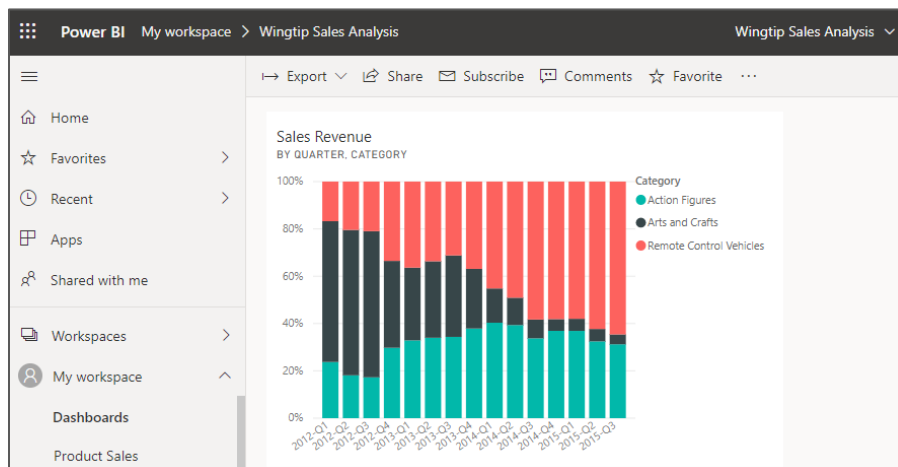 Power BI My workspace > Wingtip Sales Analysis Wingtip Sales Analysis
Export Share Subscribe Comments Favorite ...
Home
Favorites
Recent
Apps
Shared with me
Workspaces
My workspace
Dashboards
Product Sales
Sales Revenue
BY QUARTER, CATEGORY
100%
80%
60%
40%
20%
0%
2012-Q1
2012-Q2
2012-Q3
2012-Q4
2013-Q1
2013-Q2
2013-Q3
2013-Q4
2014-Q1
2014-Q2
2014-Q3
2014-Q4
2015-Q1
2015-Q2
2015-Q3
Category
Action Figures
Arts and Crafts
Remote Control Vehicles